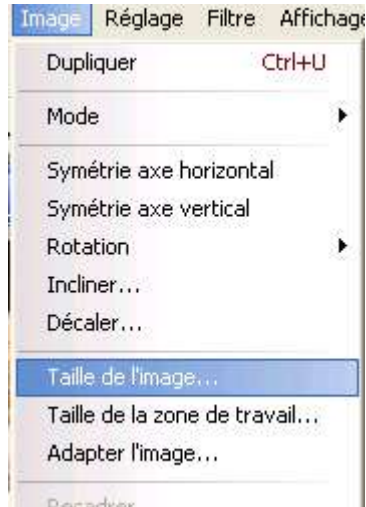 Image Réglage Filtre Affichage
Dupliquer Ctrl+U
Mode
Symétrie axe horizontal
Symétrie axe vertical
Rotation
Incliner...
Décaler...
Taille de l'image...
Taille de la zone de travail...
Adapter l'image...
Recadrer